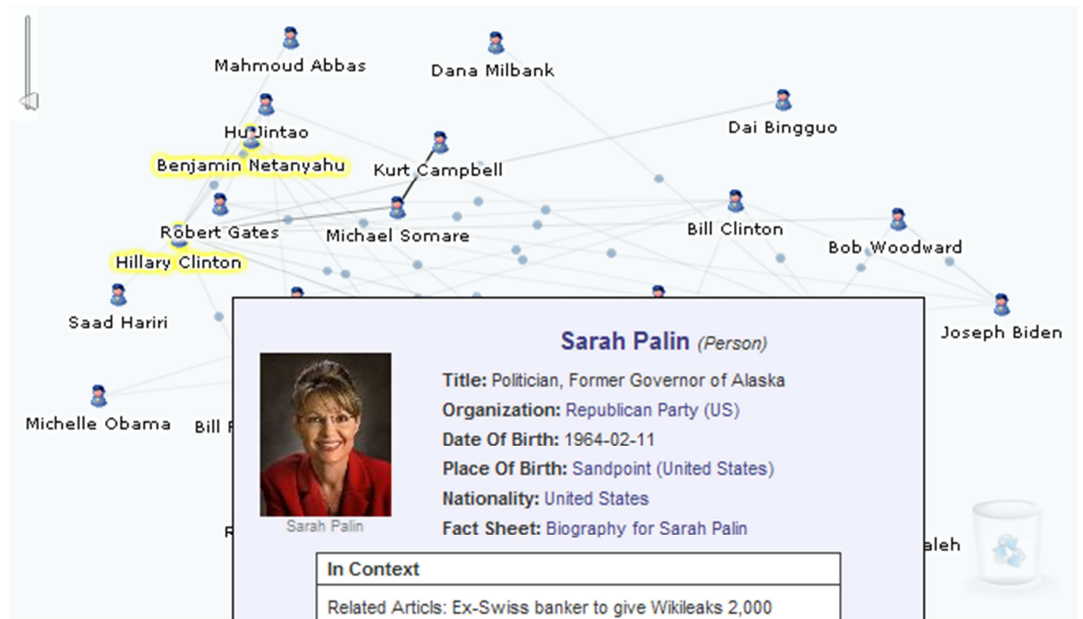 Mahmoud Abbas
Dana Milbank
Hu Jintao
Dai Bingguo
Benjamin Netanyahu
Kurt Campbell
Robert Gates
Michael Somare
Bill Clinton
Bob Woodward
Hillary Clinton
Saad Hariri
Joseph Biden
Michelle Obama
Bill
Sarah Palin (Person)
Title: Politician, Former Governor of Alaska
Organization: Republican Party (US)
Date Of Birth: 1964-02-11
Place Of Birth: Sandpoint (United States)
Nationality: United States
Fact Sheet: Biography for Sarah Palin
Sarah Palin
aleh
In Context
Related Articls: Ex-Swiss banker to give Wikileaks 2,000